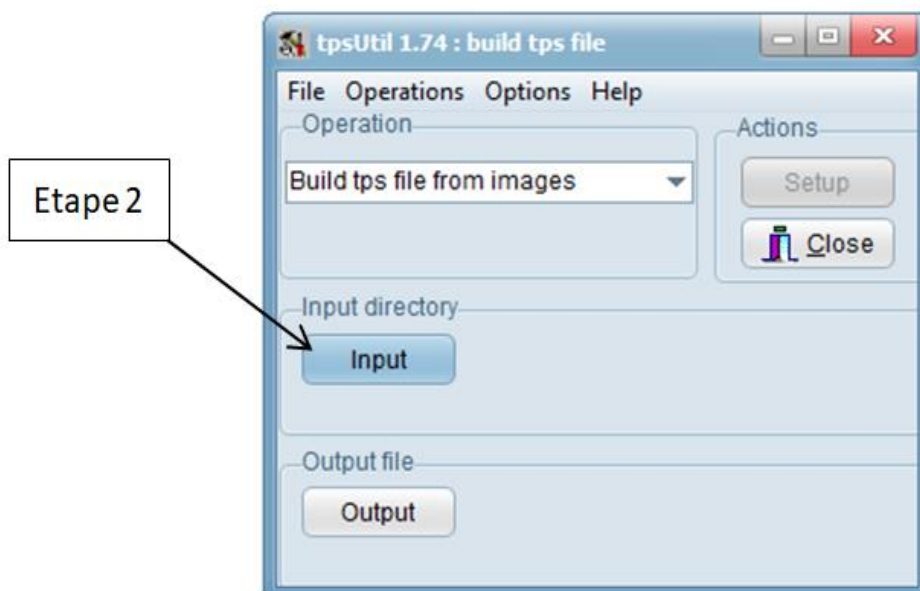 tpsUtil 1.74 : build tps file
File Operations Options Help
Operation
Build tps file from images
Actions
Setup
Close
Etape 2
Input directory
Input
Output file
Output